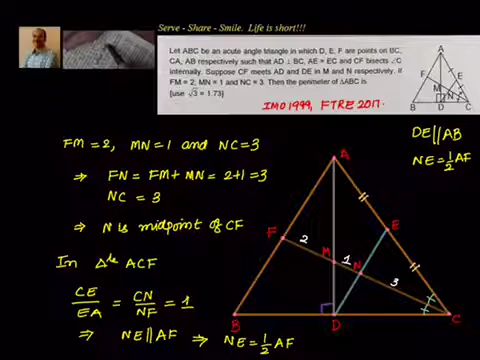 Serve - Share - Smile. Life is short!!!
Let ABC be an acute angle triangle in which D, E, F are points on BC,
CA, AB respectively such that AD ⊥ BC, AE = EC and CF bisects ∠C
internally. Suppose CF meets AD and DE in M and N respectively. If
FM = 2, MN = 1 and NC = 3. Then the perimeter of ΔABC is
[use √3 = 1.73]
IMO 1999, FTRE 2017.
A
F
E
M
N
B
D
C
DE||AB
NE = 1/2 AF
FM = 2, MN = 1 and NC = 3
⇒ FN = FM + MN = 2+1 = 3
NC = 3
⇒ N is midpoint of CF
In Δle ACF
CE/EA = CN/NF = 1
⇒ NE || AF ⇒ NE = 1/2 AF
A
E
F
2
M
1
N
3
B
D
C